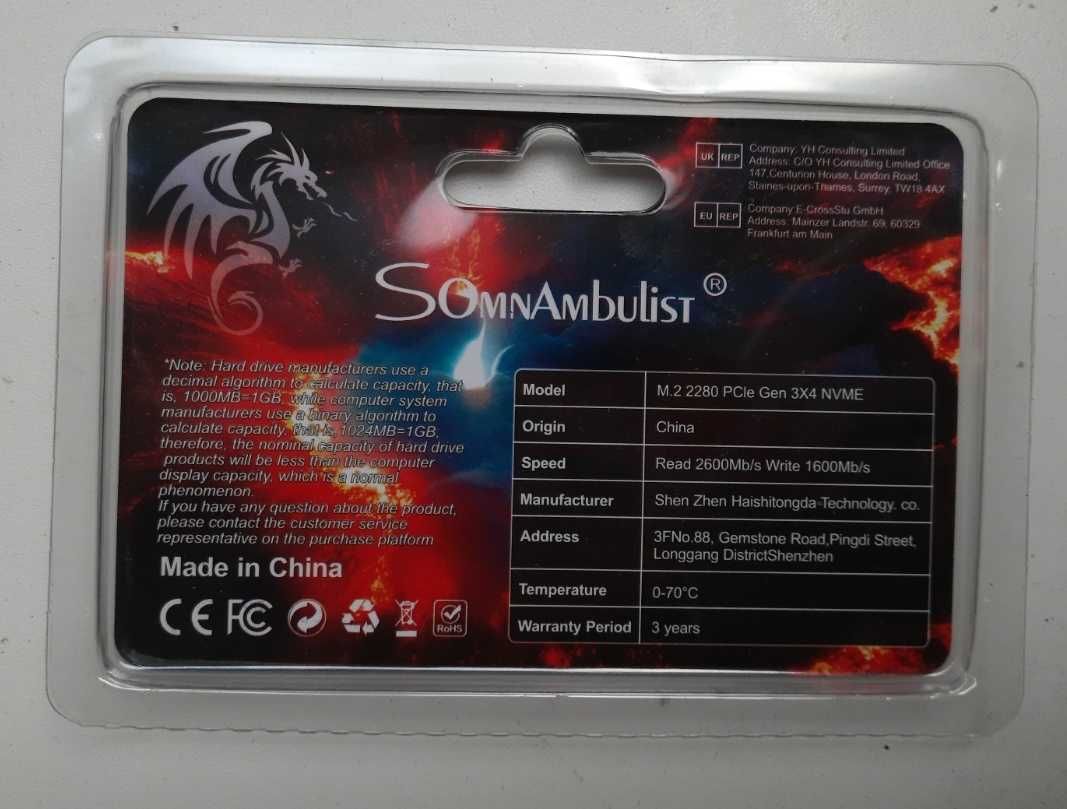 UK REP
Company: YH Consulting Limited
Address: C/O YH Consulting Limited Office
147,Centurion House, London Road,
Staines-upon-Thames, Surrey, TW18 4AX
EU REP
Company:E-CrossStu GmbH
Address: Mainzer Landstr. 69, 60329
Frankfurt am Main
SOMNAMbuliST ®
*Note: Hard drive manufacturers use a
decimal algorithm to calculate capacity, that
is, 1000MB=1GB, while computer system
manufacturers use a binary algorithm to
calculate capacity, that is, 1024MB=1GB,
therefore, the nominal capacity of hard drive
products will be less than the computer
display capacity, which is a normal
phenomenon.
If you have any question about the product,
please contact the customer service
representative on the purchase platform
Made in China
CE FC
RoHS
Model M.2 2280 PCIe Gen 3X4 NVME
Origin China
Speed Read 2600Mb/s Write 1600Mb/s
Manufacturer Shen Zhen Haishitongda-Technology. co.
Address 3FNo.88, Gemstone Road,Pingdi Street,
Longgang DistrictShenzhen
Temperature 0-70°C
Warranty Period 3 years